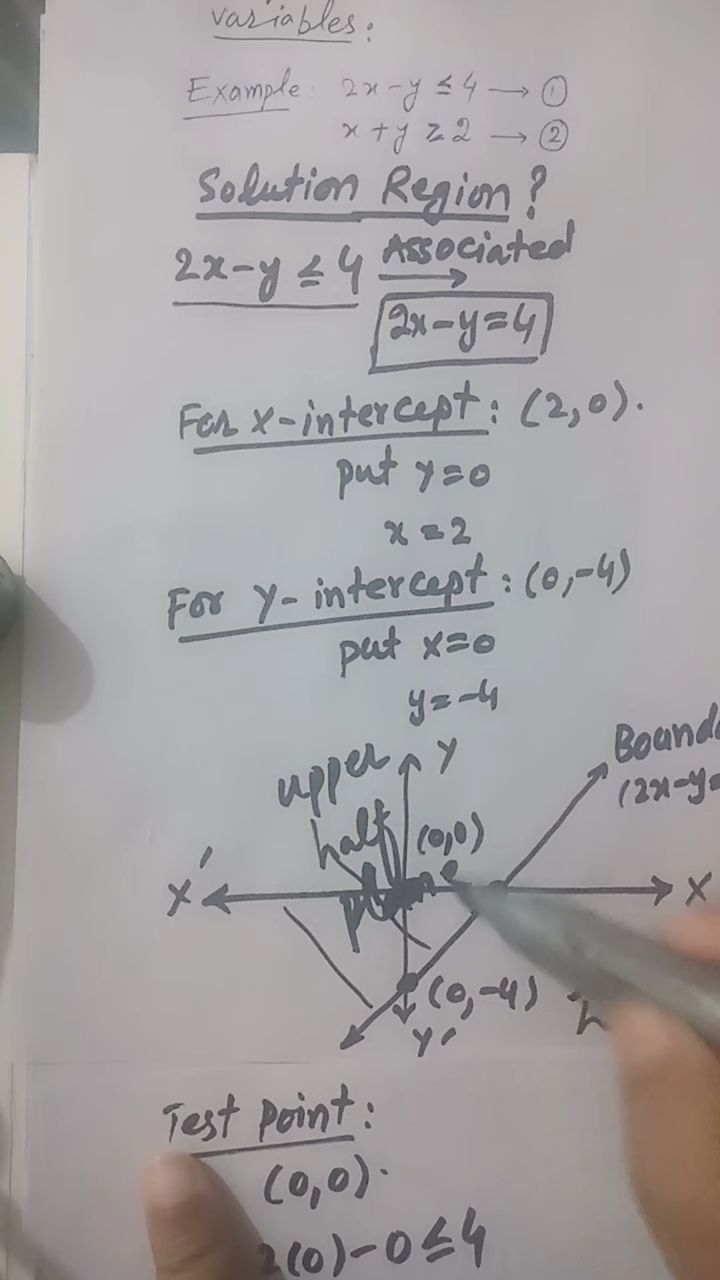 variables:
Example: 2x-y ≤ 4 → ①
x+y ≥ 2 → ②
Solution Region?
2x-y ≤ 4 Associated →
2x-y=4
For x-intercept: (2,0).
put y=0
x=2
For y-intercept: (0,-4)
put x=0
y=-4
Y
upper
half
plane
(0,0)
X′
X
(2x-y=
(0,-4)
Y′
Test point:
(0,0).
2(0)-0≤4